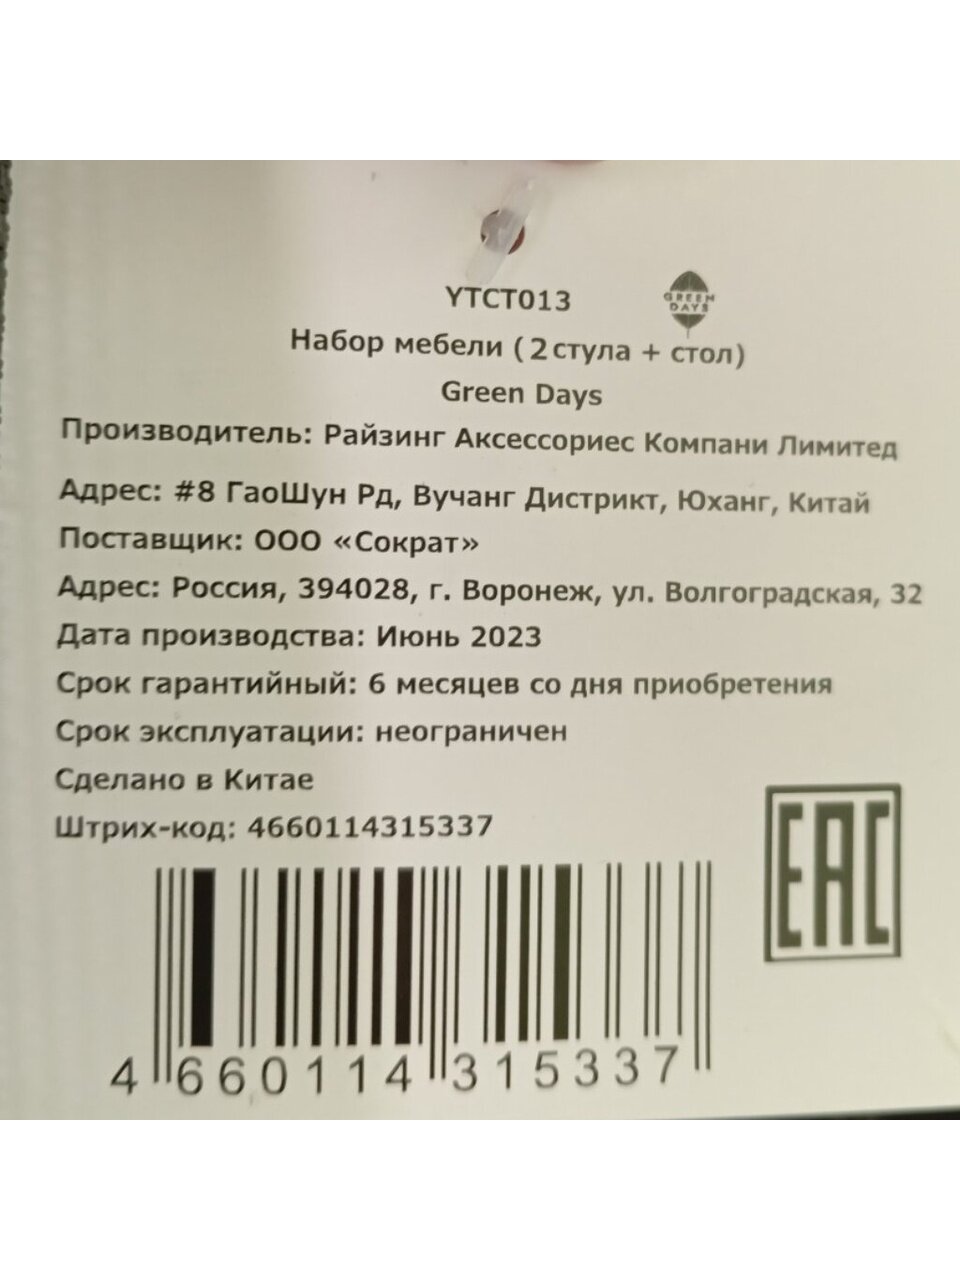 YTCT013
GREEN
DAYS
Набор мебели ( 2 стула + стол)
Green Days
Производитель: Райзинг Аксессориес Компани Лимитед
Адрес: #8 ГаоШун Рд, Вучанг Дистрикт, Юханг, Китай
Поставщик: ООО «Сократ»
Адрес: Россия, 394028, г. Воронеж, ул. Волгоградская, 32
Дата производства: Июнь 2023
Срок гарантийный: 6 месяцев со дня приобретения
Срок эксплуатации: неограничен
Сделано в Китае
Штрих-код: 4660114315337
EAC
4 660114 315337